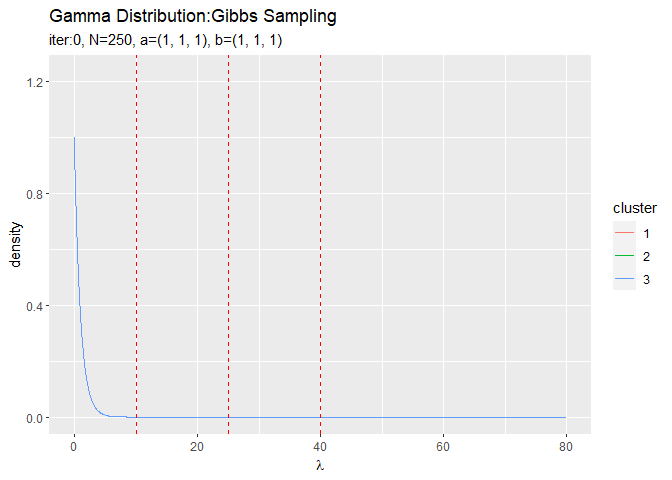 Gamma Distribution:Gibbs Sampling
iter:0, N=250, a=(1, 1, 1), b=(1, 1, 1)
1.2
0.8
0.4
0.0
density
0 20 40 60 80
λ
cluster
1
2
3